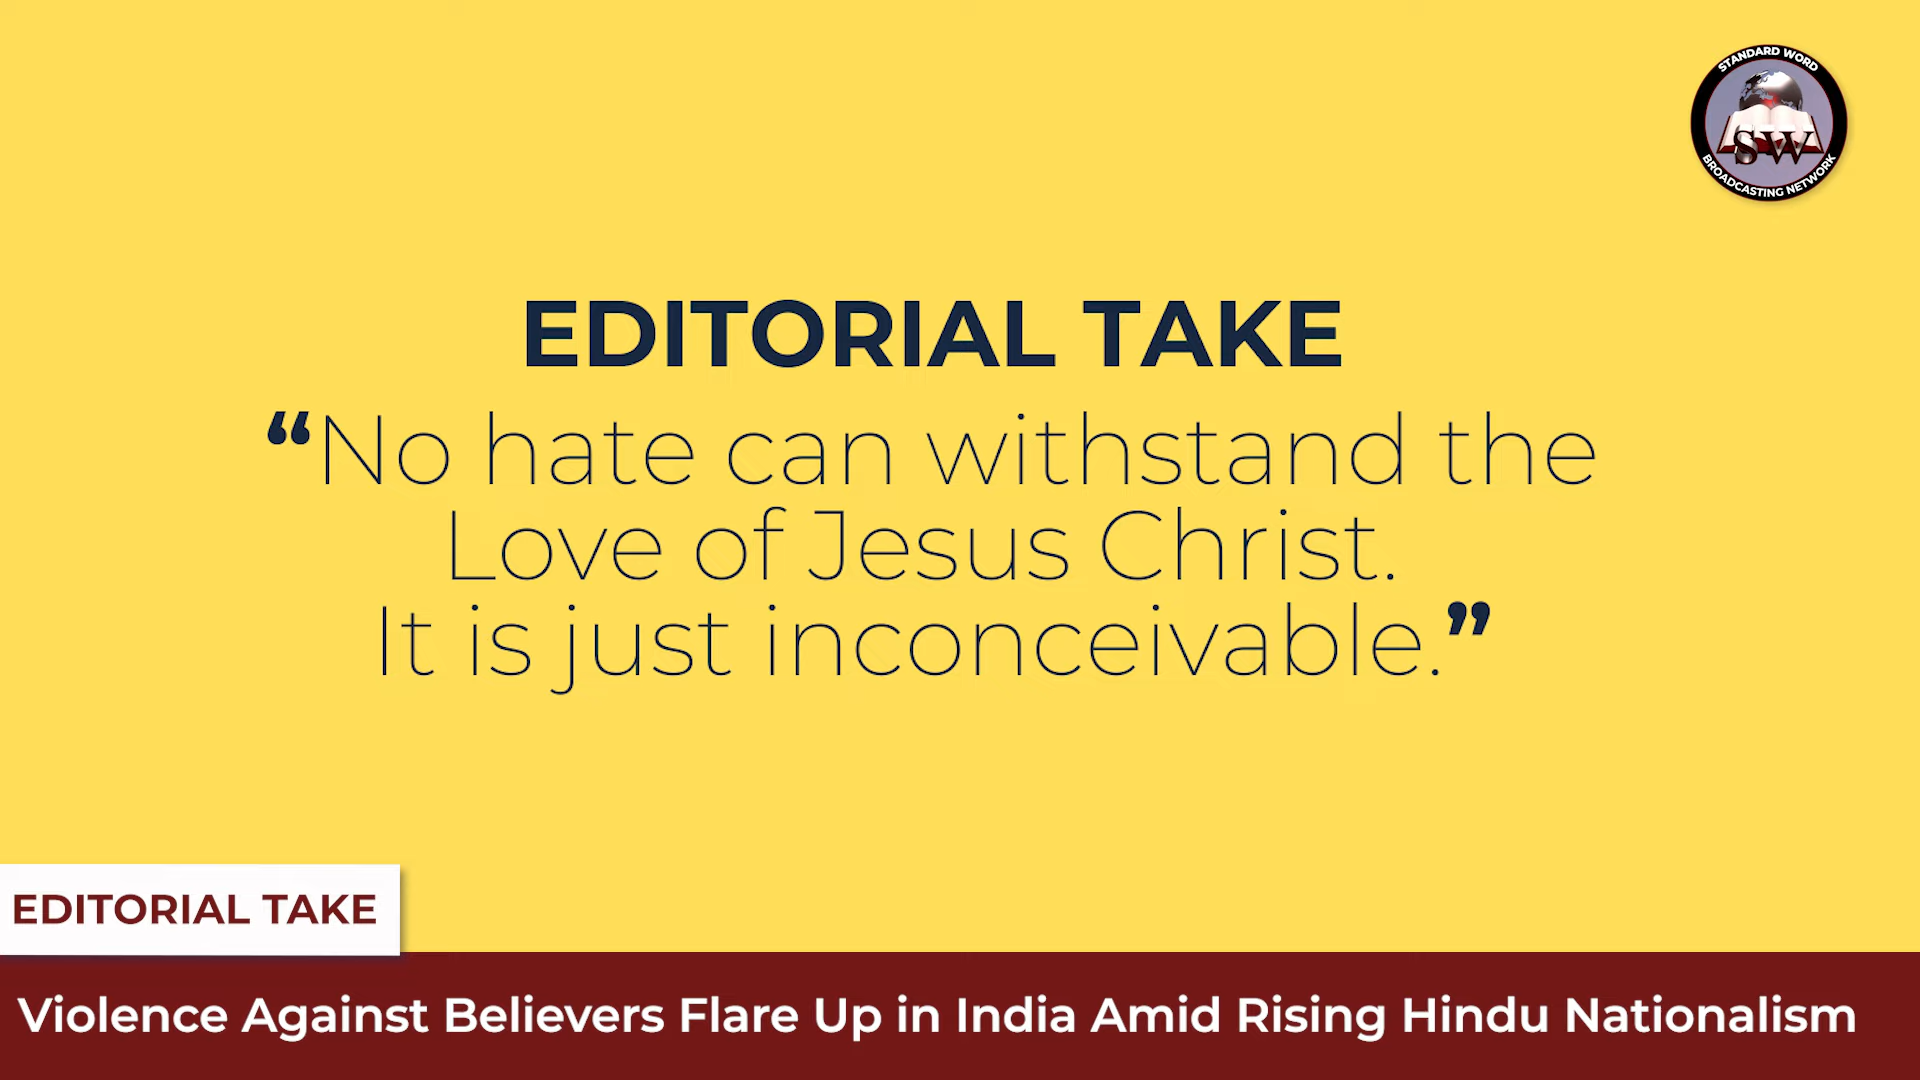 STANDARD WORD
SW
BROADCASTING NETWORK
EDITORIAL TAKE
“No hate can withstand the
Love of Jesus Christ.
It is just inconceivable.”
EDITORIAL TAKE
Violence Against Believers Flare Up in India Amid Rising Hindu Nationalism